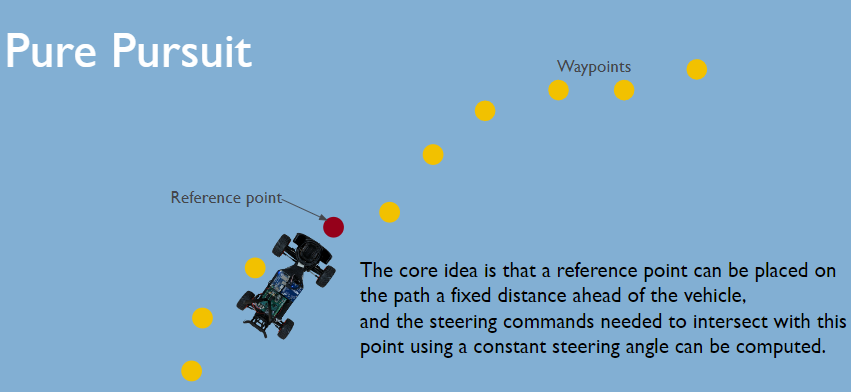 Pure Pursuit
Waypoints
Reference point
The core idea is that a reference point can be placed on
the path a fixed distance ahead of the vehicle,
and the steering commands needed to intersect with this
point using a constant steering angle can be computed.